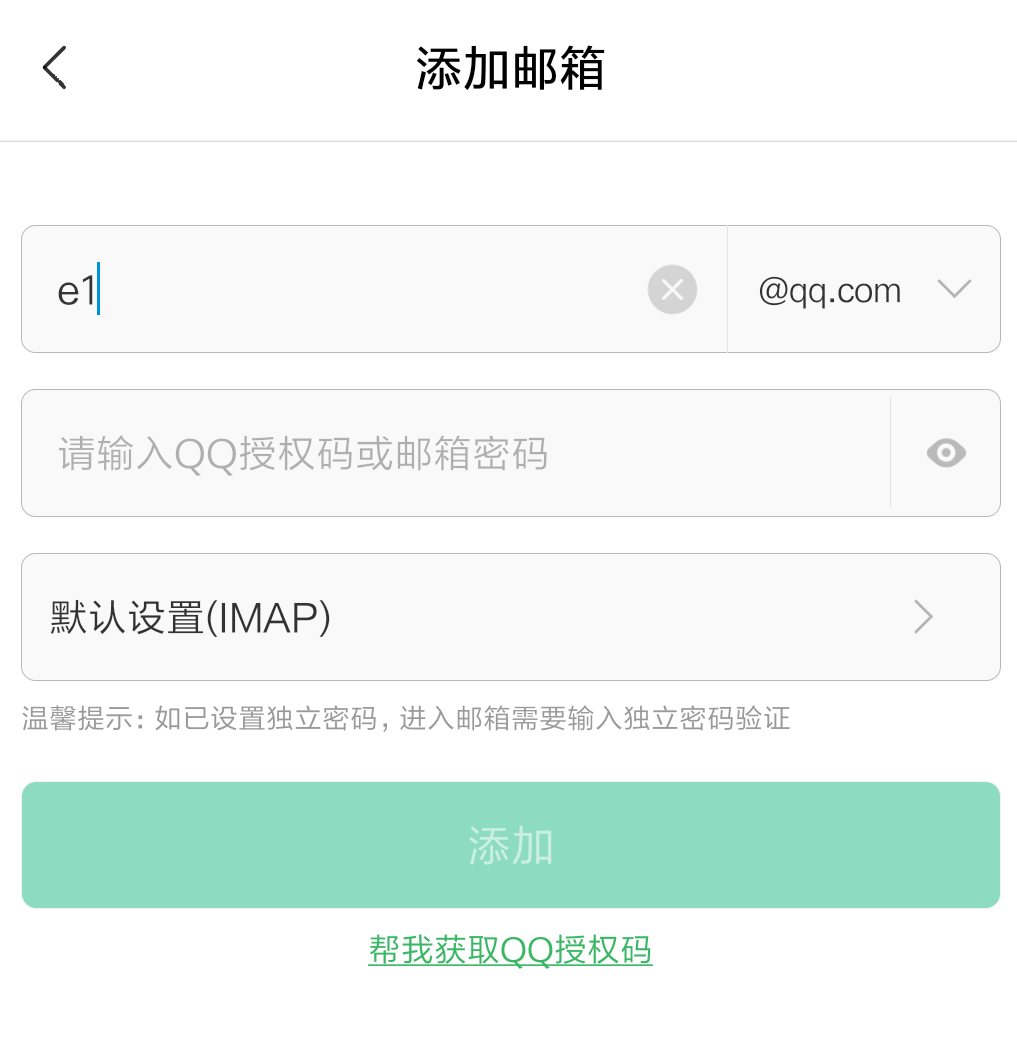 添加邮箱
e1 @qq.com
请输入QQ授权码或邮箱密码
默认设置(IMAP)
温馨提示: 如已设置独立密码, 进入邮箱需要输入独立密码验证
添加
帮我获取QQ授权码